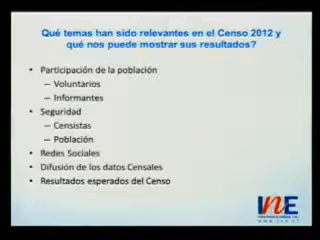 Qué temas han sido relevantes en el Censo 2012 y
qué nos puede mostrar sus resultados?
• Participación de la población
– Voluntarios
– Informantes
• Seguridad
– Censistas
– Población
• Redes Sociales
• Difusión de los datos Censales
• Resultados esperados del Censo
INE